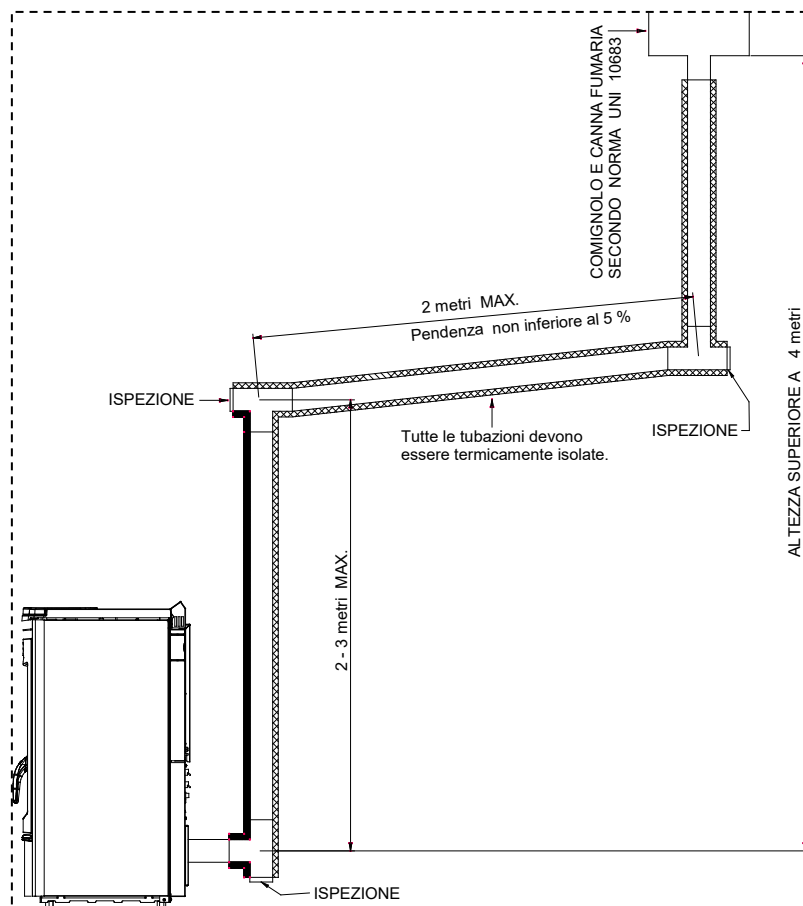 COMIGNOLO E CANNA FUMARIA
SECONDO NORMA UNI 10683
2 metri MAX.
Pendenza non inferiore al 5 %
ISPEZIONE
Tutte le tubazioni devono
essere termicamente isolate.
ISPEZIONE
ALTEZZA SUPERIORE A 4 metri
2 - 3 metri MAX.
ISPEZIONE